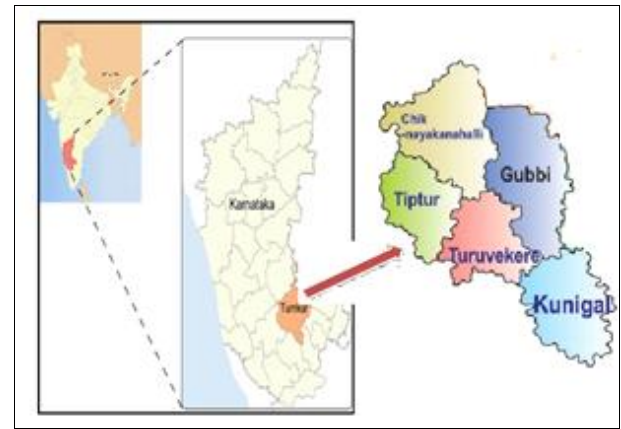 Karnataka
Tumkur
Chik
-nayakanahalli
Gubbi
Tiptur
Turuvekere
Kunigal